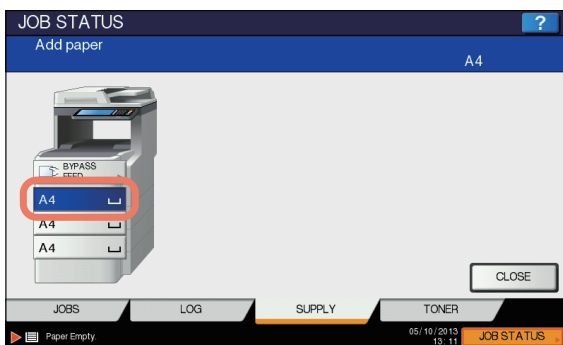 JOB STATUS
?
Add paper
A4
BYPASS
FEED
A4
A4
A4
CLOSE
JOBS LOG SUPPLY TONER
Paper Empty.
05/10/2013
13:11
JOB STATUS